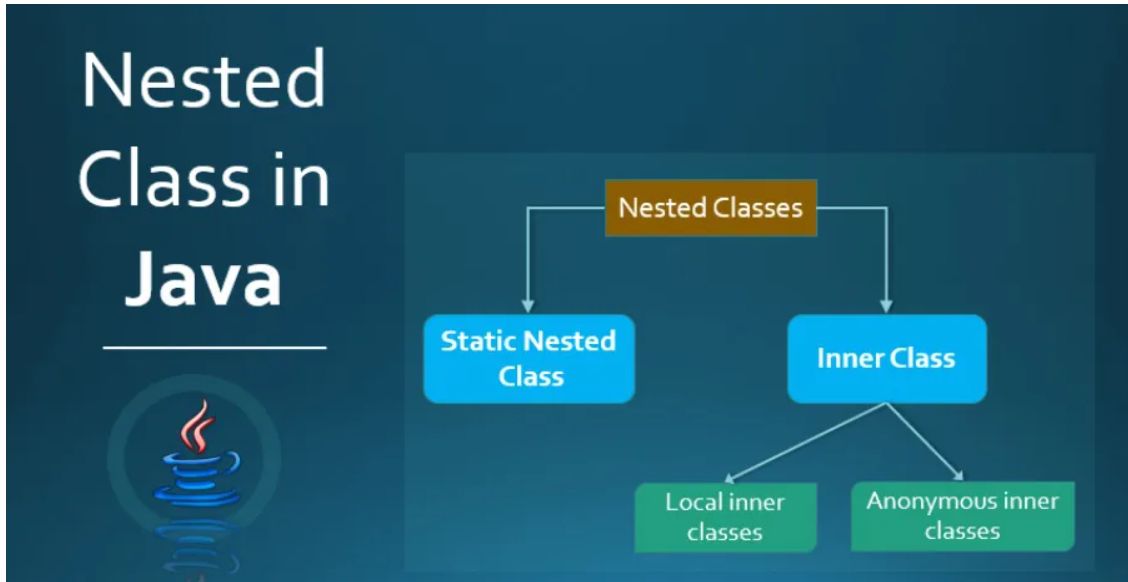 Nested
Class in
Java
Nested Classes
Static Nested
Class
Inner Class
Local inner
classes
Anonymous inner
classes